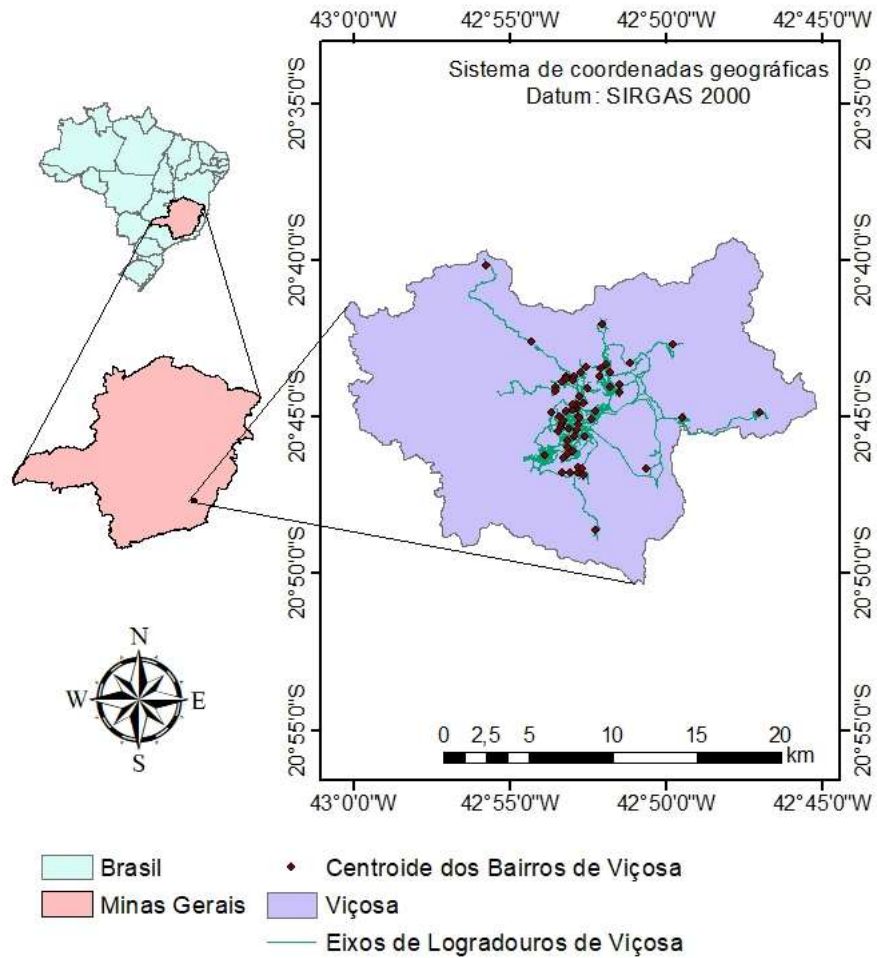 43°0'0"W 42°55'0"W 42°50'0"W 42°45'0"W
Sistema de coordenadas geográficas
Datum: SIRGAS 2000
20°35'0"S 20°35'0"S
20°40'0"S 20°40'0"S
20°45'0"S 20°45'0"S
20°50'0"S 20°50'0"S
20°55'0"S 20°55'0"S
N
W E
S
0 2,5 5 10 15 20
km
43°0'0"W 42°55'0"W 42°50'0"W 42°45'0"W
Brasil
Minas Gerais
Centroide dos Bairros de Viçosa
Viçosa
Eixos de Logradouros de Viçosa